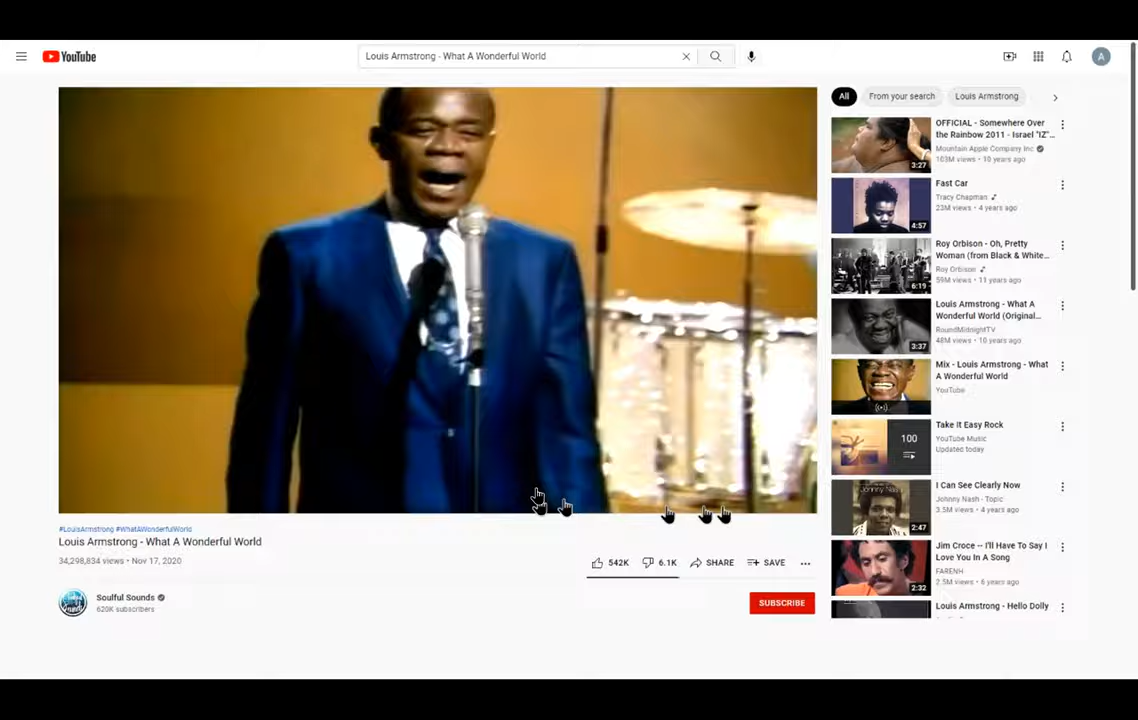 YouTube
Louis Armstrong - What A Wonderful World
A
All
From your search
Louis Armstrong
OFFICIAL - Somewhere Over
the Rainbow 2011 - Israel "IZ"...
Mountain Apple Company Inc
103M views • 10 years ago
3:27
Fast Car
Tracy Chapman
23M views • 4 years ago
4:57
Roy Orbison - Oh, Pretty
Woman (from Black & White...
Roy Orbison
59M views • 11 years ago
6:19
Louis Armstrong - What A
Wonderful World (Original...
RoundMidnightTV
48M views • 10 years ago
3:37
Mix - Louis Armstrong - What
A Wonderful World
YouTube
Take It Easy Rock
YouTube Music
Updated today
100
I Can See Clearly Now
Johnny Nash - Topic
3.5M views • 4 years ago
Johnny Nash
2:47
Jim Croce -- I'll Have To Say I
Love You In A Song
FARENH
2.5M views • 6 years ago
2:32
Louis Armstrong - Hello Dolly
#LouisArmstrong #WhatAWonderfulWorld
Louis Armstrong - What A Wonderful World
34,298,834 views • Nov 17, 2020
542K
6.1K
SHARE
SAVE
Soulful Sounds
620K subscribers
SUBSCRIBE